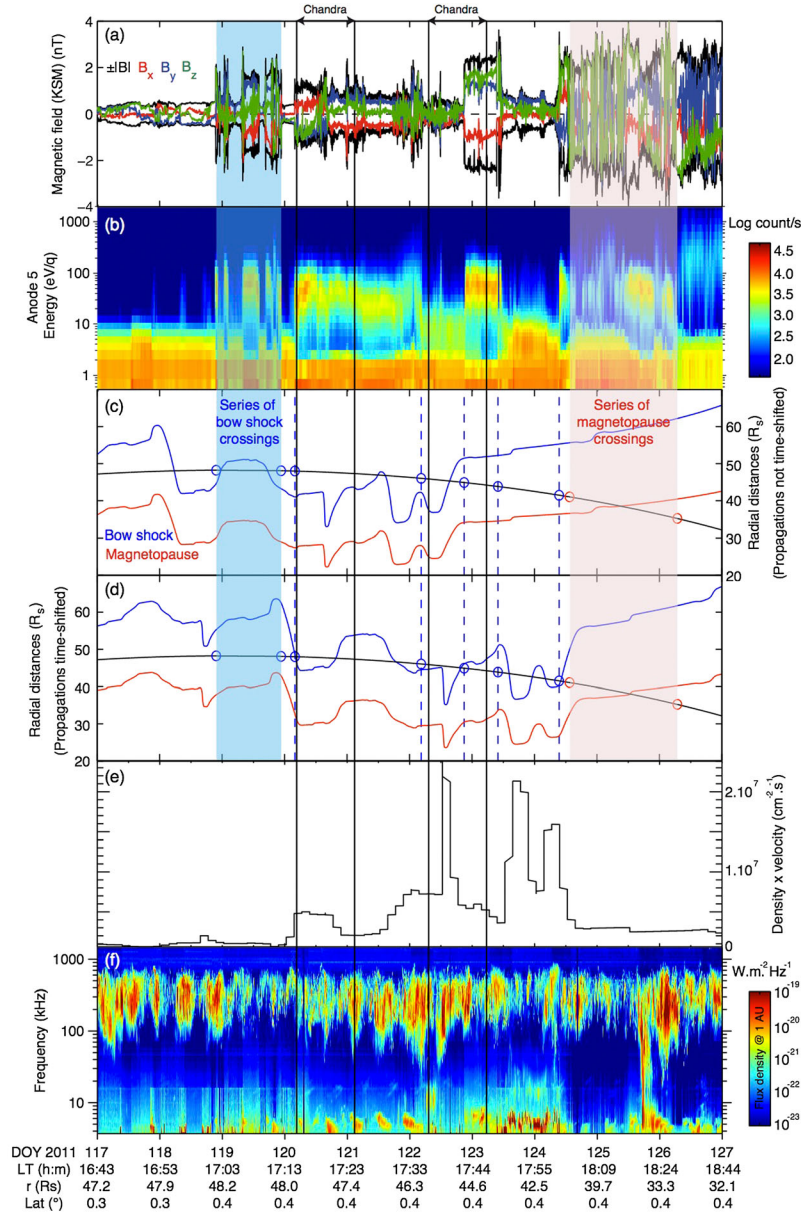 Chandra Chandra
(a)
±|B| Bx By Bz
Magnetic field (KSM) (nT)
4
2
0
-2
-4
(b)
Anode 5
Energy (eV/q)
1000
100
10
1
Log count/s
4.5
4.0
3.5
3.0
2.5
2.0
(c)
Series of
bow shock
crossings
Series of
magnetopause
crossings
Bow shock
Magnetopause
60
50
40
30
20
Radial distances (Rs)
(Propagations not time-shifted)
(d)
Radial distances (Rs)
(Propagations time-shifted)
60
50
40
30
20
(e)
2.10⁷
1.10⁷
0
Density x velocity (cm⁻².s⁻¹)
(f)
Frequency (kHz)
1000
100
10
W.m⁻² Hz⁻¹
10⁻¹⁹
10⁻²⁰
10⁻²¹
10⁻²²
10⁻²³
Flux density @ 1 AU
DOY 2011 117 118 119 120 121 122 123 124 125 126 127
LT (h:m) 16:43 16:53 17:03 17:13 17:23 17:33 17:44 17:55 18:09 18:24 18:44
r (Rs) 47.2 47.9 48.2 48.0 47.4 46.3 44.6 42.5 39.7 33.3 32.1
Lat (°) 0.3 0.3 0.4 0.4 0.4 0.4 0.4 0.4 0.4 0.4 0.4